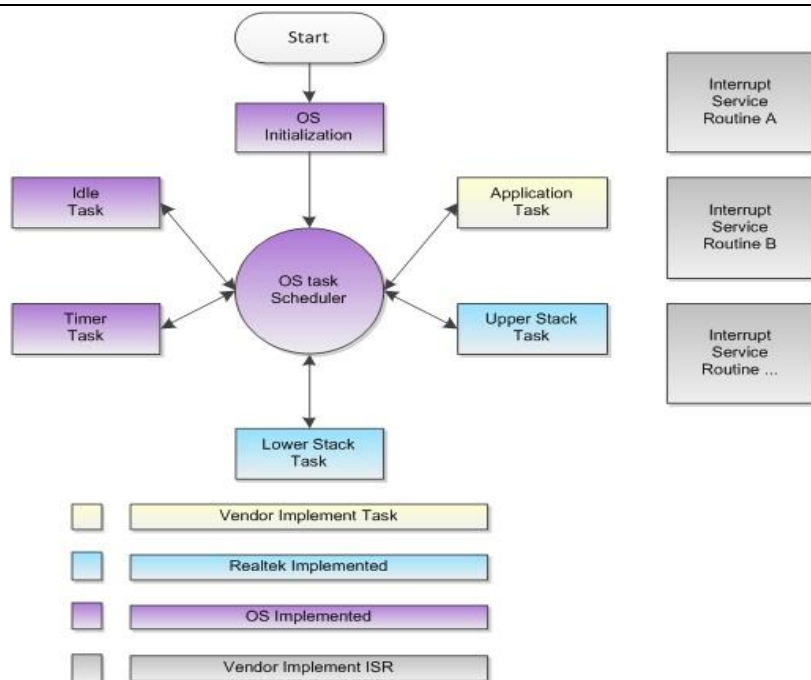 Start
OS
Initialization
Idle
Task
Application
Task
OS task
Scheduler
Timer
Task
Upper Stack
Task
Lower Stack
Task
Interrupt
Service
Routine A
Interrupt
Service
Routine B
Interrupt
Service
Routine ...
Vendor Implement Task
Realtek Implemented
OS Implemented
Vendor Implement ISR